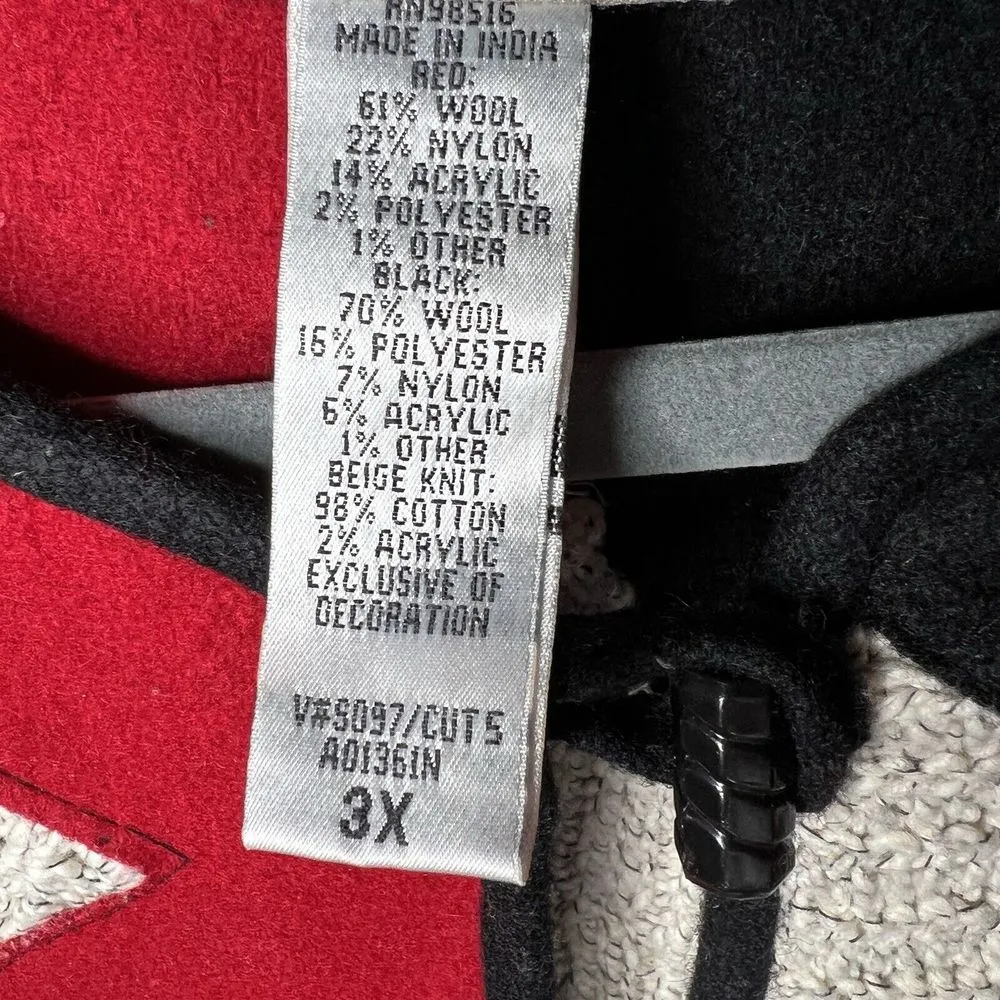 RN98516
MADE IN INDIA
RED:
61% WOOL
22% NYLON
14% ACRYLIC
2% POLYESTER
1% OTHER
BLACK:
70% WOOL
16% POLYESTER
7% NYLON
6% ACRYLIC
1% OTHER
BEIGE KNIT:
98% COTTON
2% ACRYLIC
EXCLUSIVE OF
DECORATION
V#5097/CUT5
A01361N
3X